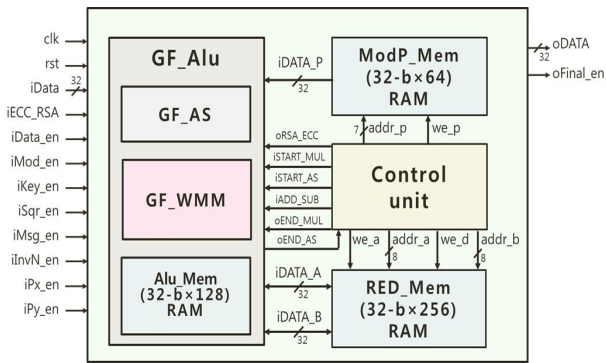 clk
rst
iData
32
iECC_RSA
iData_en
iMod_en
iKey_en
iSqr_en
iMsg_en
iInvN_en
iPx_en
iPy_en
GF_Alu
GF_AS
GF_WMM
Alu_Mem
(32-b×128)
RAM
iDATA_P
32
oRSA_ECC
iSTART_MUL
iSTART_AS
iADD_SUB
oEND_MUL
oEND_AS
iDATA_A
32
iDATA_B
32
ModP_Mem
(32-b×64)
RAM
7
addr_p
we_p
Control
unit
we_a
addr_a
8
we_d
addr_b
8
RED_Mem
(32-b×256)
RAM
oDATA
32
oFinal_en